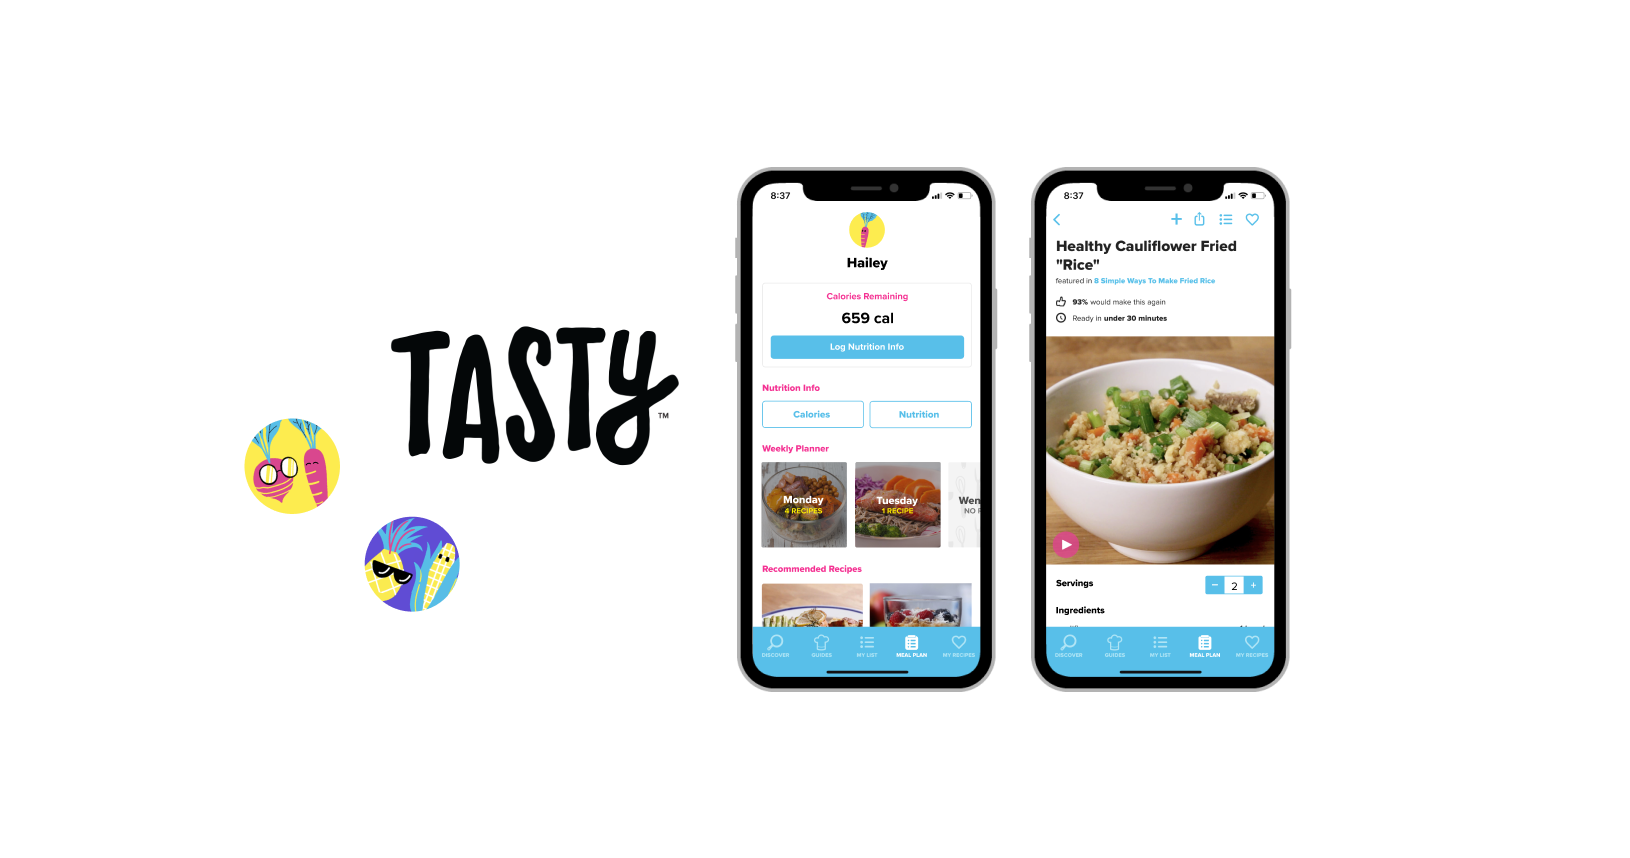 TASTY
TM
8:37
Hailey
Calories Remaining
659 cal
Log Nutrition Info
Nutrition Info
Calories
Nutrition
Weekly Planner
Monday
4 RECIPES
Tuesday
1 RECIPE
Wen
NO
Recommended Recipes
DISCOVER
GUIDES
MY LIST
MEAL PLAN
MY RECIPES
8:37
Healthy Cauliflower Fried
"Rice"
featured in 8 Simple Ways To Make Fried Rice
93% would make this again
Ready in under 30 minutes
Servings
− 2 +
Ingredients
DISCOVER
GUIDES
MY LIST
MEAL PLAN
MY RECIPES